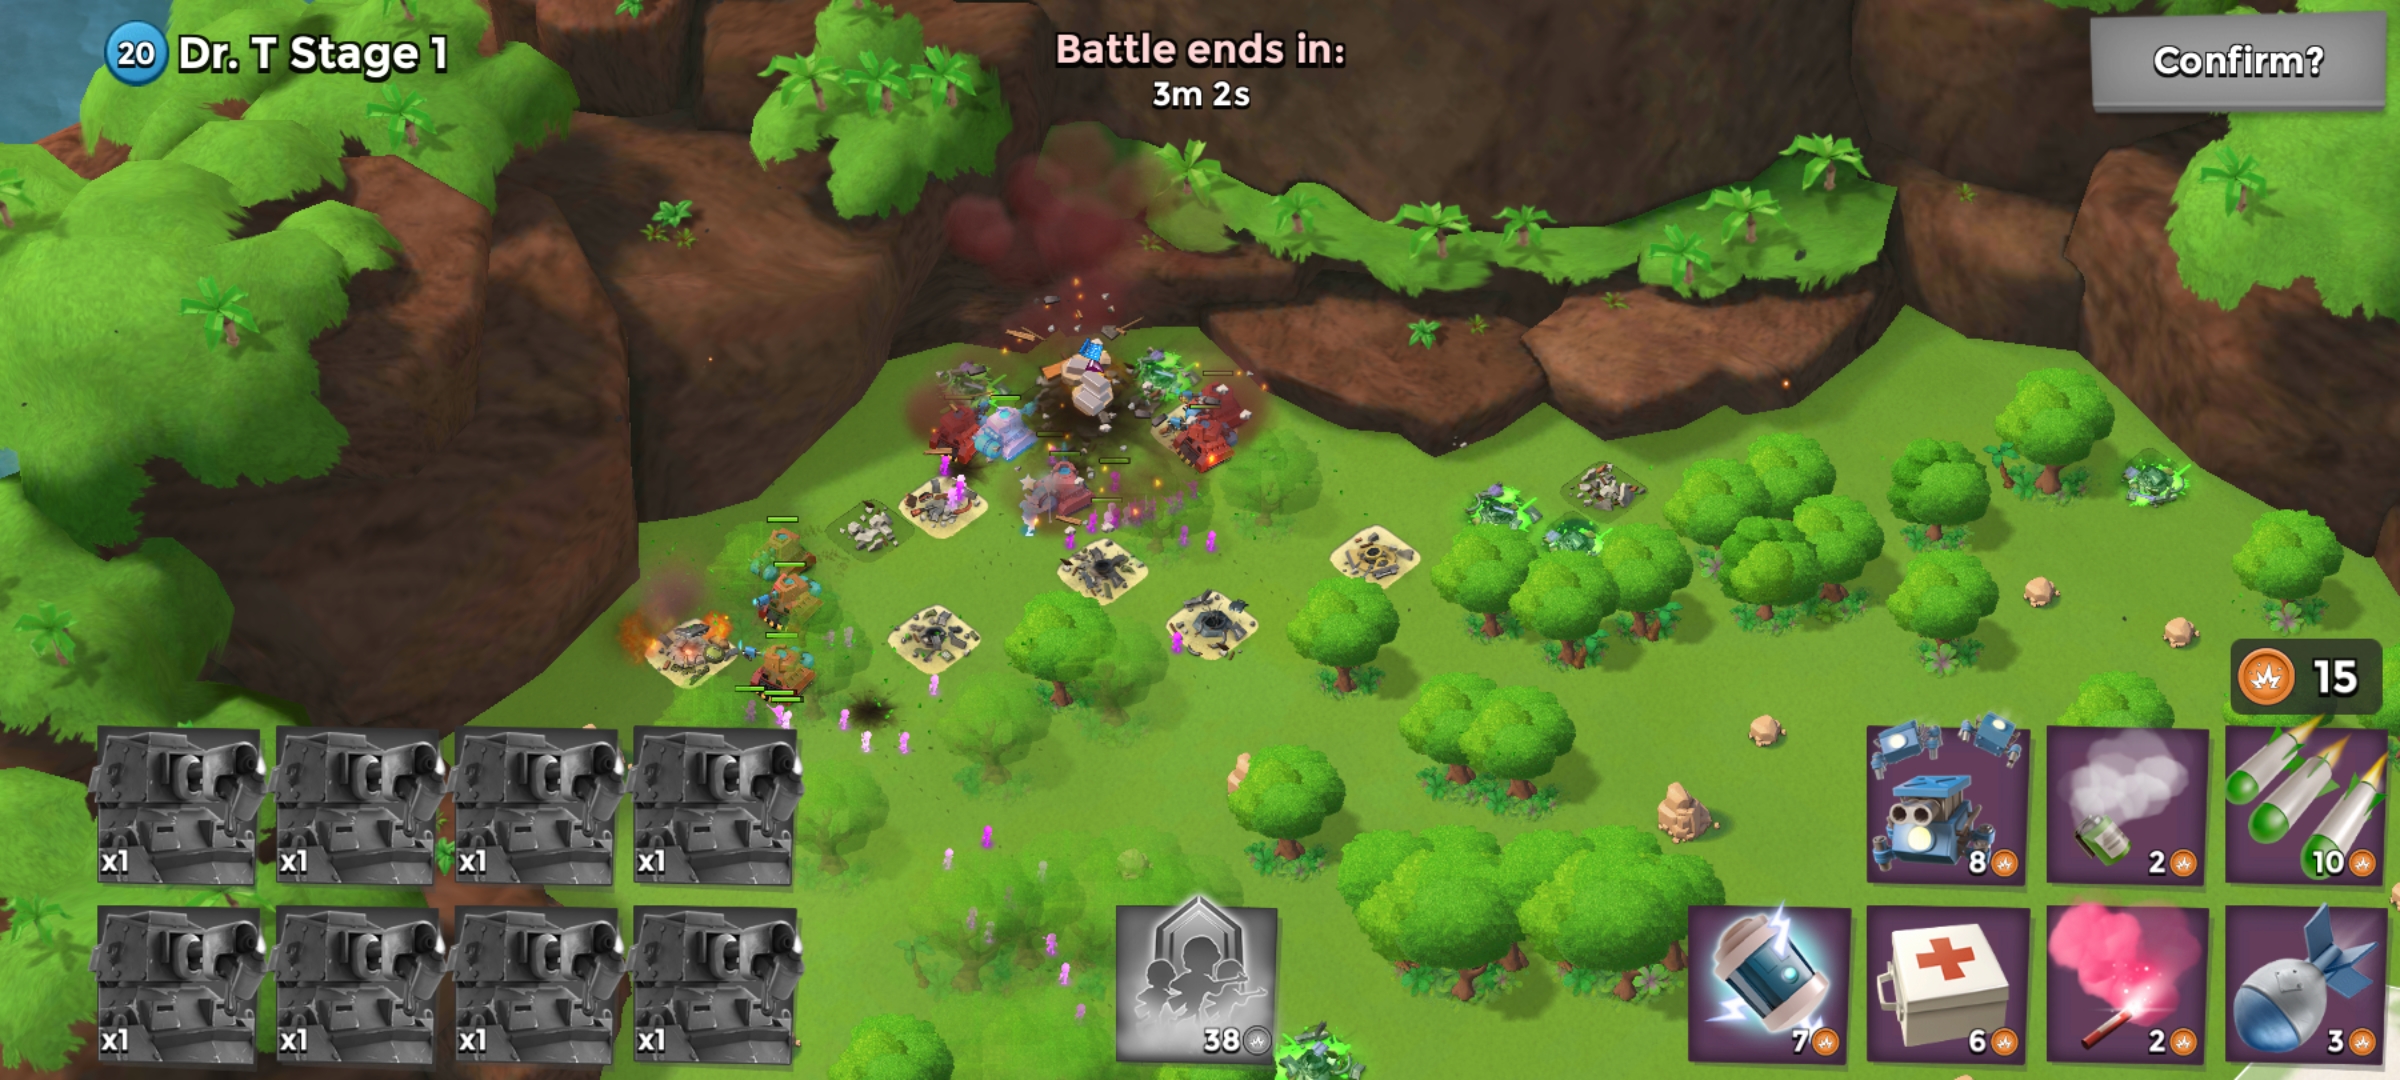 20 Dr. T Stage 1
Battle ends in:
3m 2s
Confirm?
15
x1 x1 x1 x1
8 2 10
x1 x1 x1 x1
38
7 6 2 3